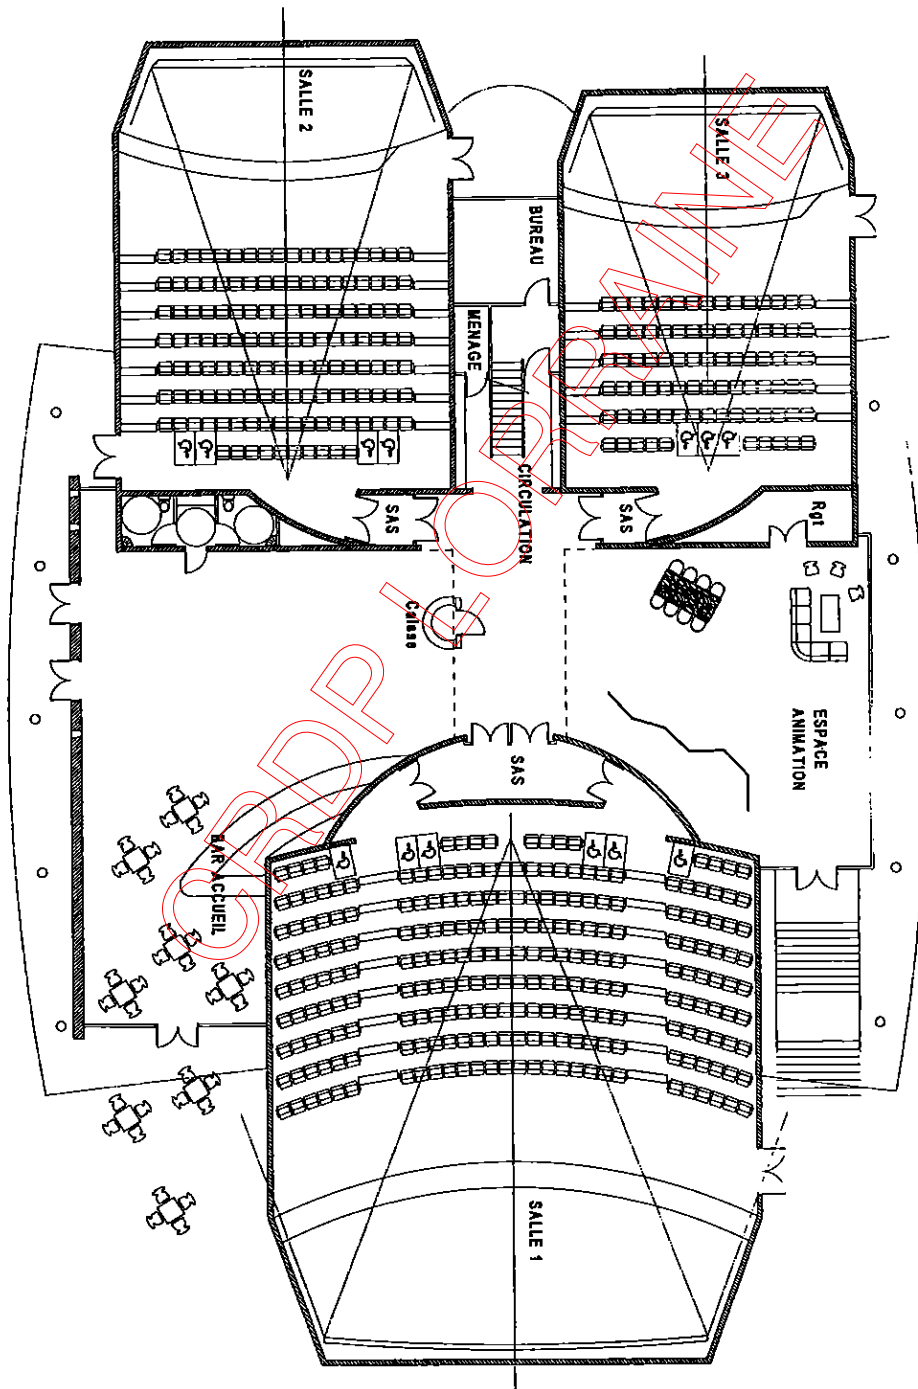 SALLE 2
SALLE 3
BUREAU
MENAGE
CIRCULATION
SAS
SAS
Rgt
Caisse
ESPACE
ANIMATION
SAS
BAR ACCUEIL
SALLE 1
CRDP LORRAINE